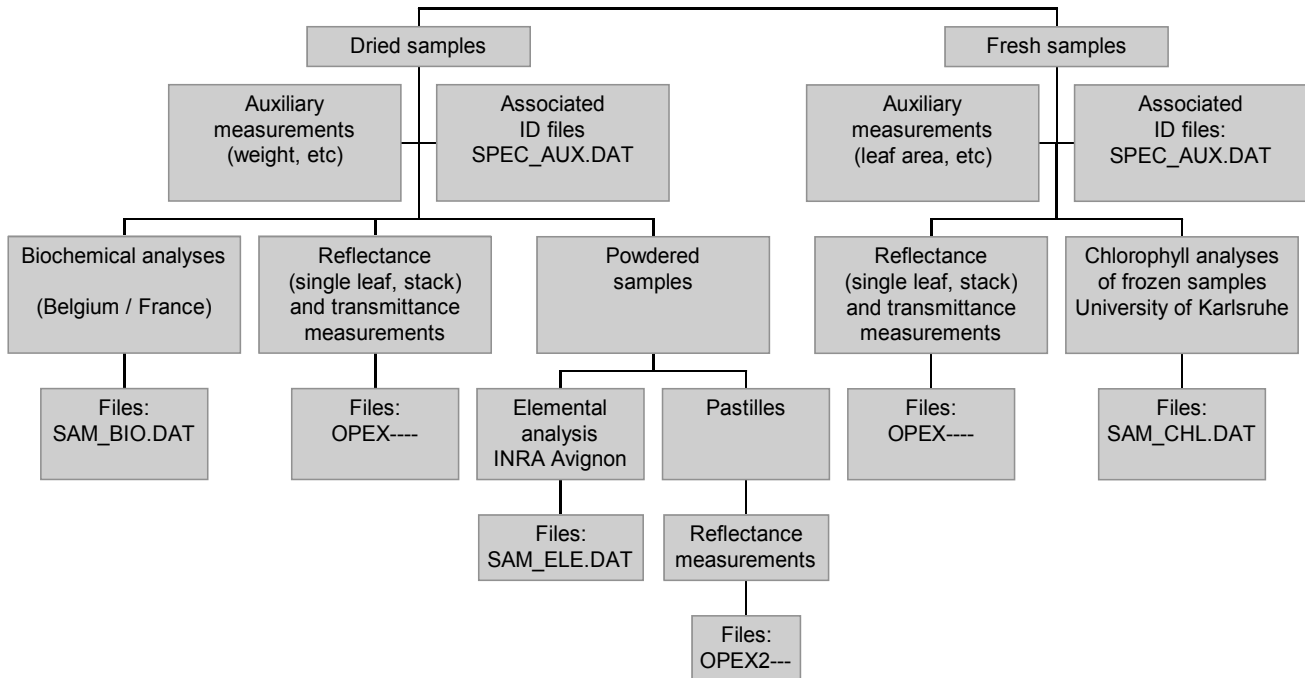 Dried samples
Fresh samples
Auxiliary
measurements
(weight, etc)
Associated
ID files
SPEC_AUX.DAT
Auxiliary
measurements
(leaf area, etc)
Associated
ID files:
SPEC_AUX.DAT
Biochemical analyses
(Belgium / France)
Reflectance
(single leaf, stack)
and transmittance
measurements
Powdered
samples
Reflectance
(single leaf, stack)
and transmittance
measurements
Chlorophyll analyses
of frozen samples
University of Karlsruhe
Files:
SAM_BIO.DAT
Files:
OPEX----
Elemental
analysis
INRA Avignon
Pastilles
Files:
OPEX----
Files:
SAM_CHL.DAT
Files:
SAM_ELE.DAT
Reflectance
measurements
Files:
OPEX2---